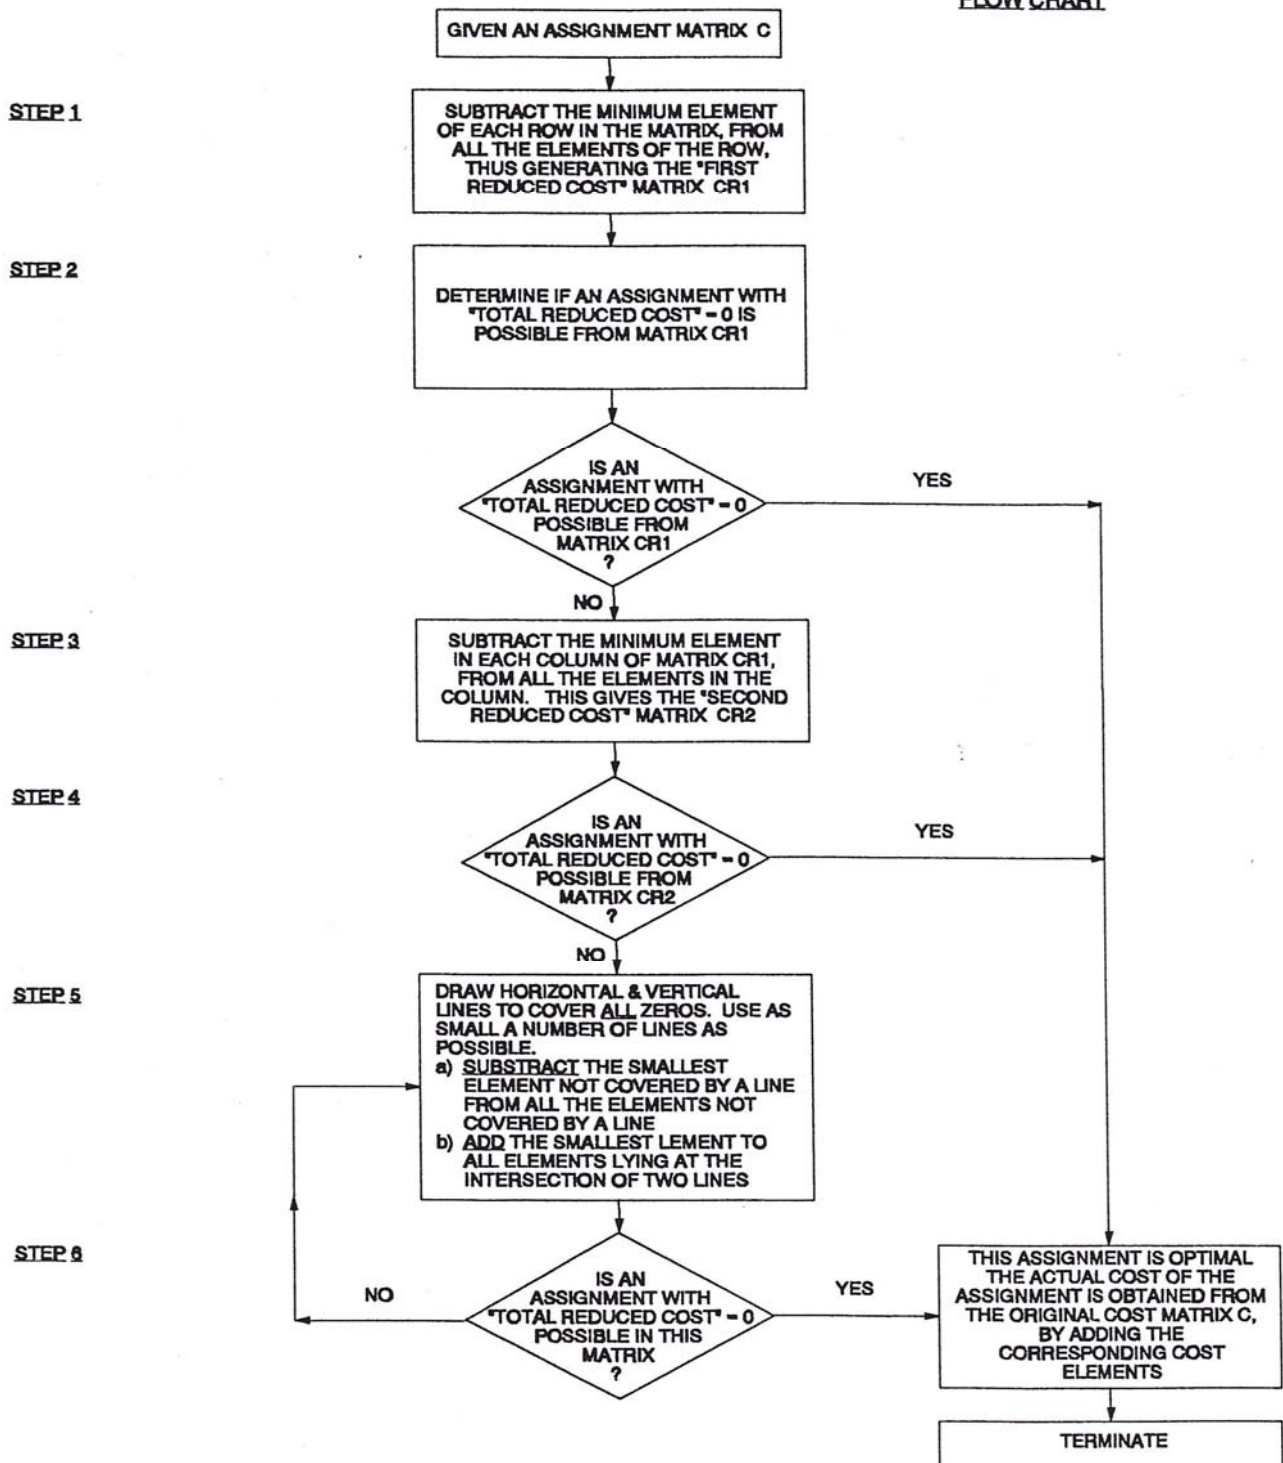 FLOW CHART
GIVEN AN ASSIGNMENT MATRIX C
STEP 1
SUBTRACT THE MINIMUM ELEMENT
OF EACH ROW IN THE MATRIX, FROM
ALL THE ELEMENTS OF THE ROW,
THUS GENERATING THE "FIRST
REDUCED COST" MATRIX CR1
STEP 2
DETERMINE IF AN ASSIGNMENT WITH
"TOTAL REDUCED COST" = 0 IS
POSSIBLE FROM MATRIX CR1
IS AN
ASSIGNMENT WITH
"TOTAL REDUCED COST" = 0
POSSIBLE FROM
MATRIX CR1
?
YES
NO
STEP 3
SUBTRACT THE MINIMUM ELEMENT
IN EACH COLUMN OF MATRIX CR1,
FROM ALL THE ELEMENTS IN THE
COLUMN. THIS GIVES THE "SECOND
REDUCED COST" MATRIX CR2
STEP 4
IS AN
ASSIGNMENT WITH
"TOTAL REDUCED COST" = 0
POSSIBLE FROM
MATRIX CR2
?
YES
NO
STEP 5
DRAW HORIZONTAL & VERTICAL
LINES TO COVER ALL ZEROS. USE AS
SMALL A NUMBER OF LINES AS
POSSIBLE.
a) SUBSTRACT THE SMALLEST
ELEMENT NOT COVERED BY A LINE
FROM ALL THE ELEMENTS NOT
COVERED BY A LINE
b) ADD THE SMALLEST LEMENT TO
ALL ELEMENTS LYING AT THE
INTERSECTION OF TWO LINES
STEP 6
NO
IS AN
ASSIGNMENT WITH
"TOTAL REDUCED COST" = 0
POSSIBLE IN THIS
MATRIX
?
YES
THIS ASSIGNMENT IS OPTIMAL
THE ACTUAL COST OF THE
ASSIGNMENT IS OBTAINED FROM
THE ORIGINAL COST MATRIX C,
BY ADDING THE
CORRESPONDING COST
ELEMENTS
TERMINATE